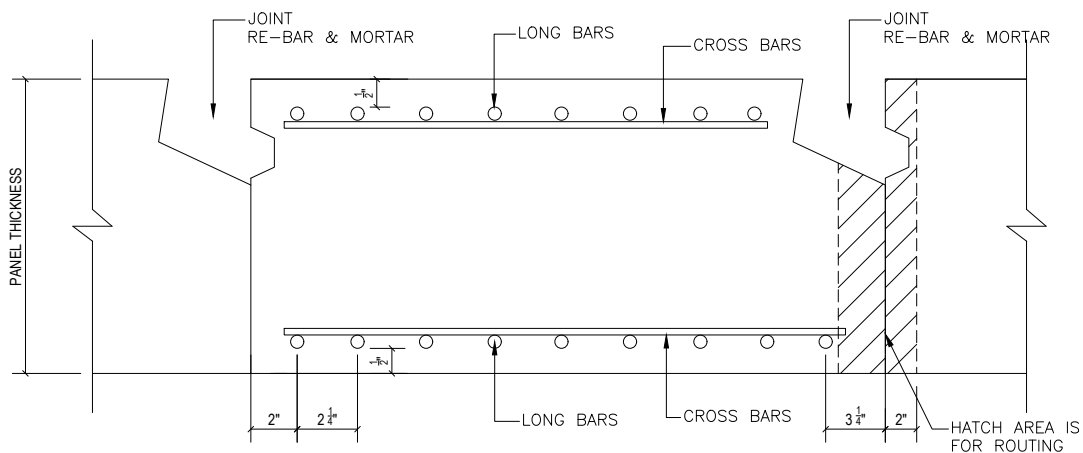 JOINT
RE-BAR & MORTAR
LONG BARS
CROSS BARS
JOINT
RE-BAR & MORTAR
1/2"
PANEL THICKNESS
1/2"
2"
2 1/4"
LONG BARS
CROSS BARS
3 1/4"
2"
HATCH AREA IS
FOR ROUTING